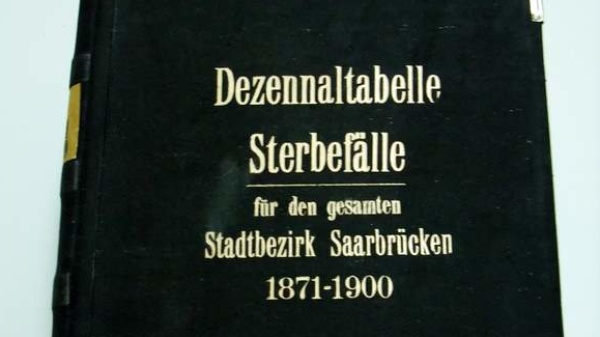 Dezennaltabelle
Sterbefälle
für den gesamten
Stadtbezirk Saarbrücken
1871-1900